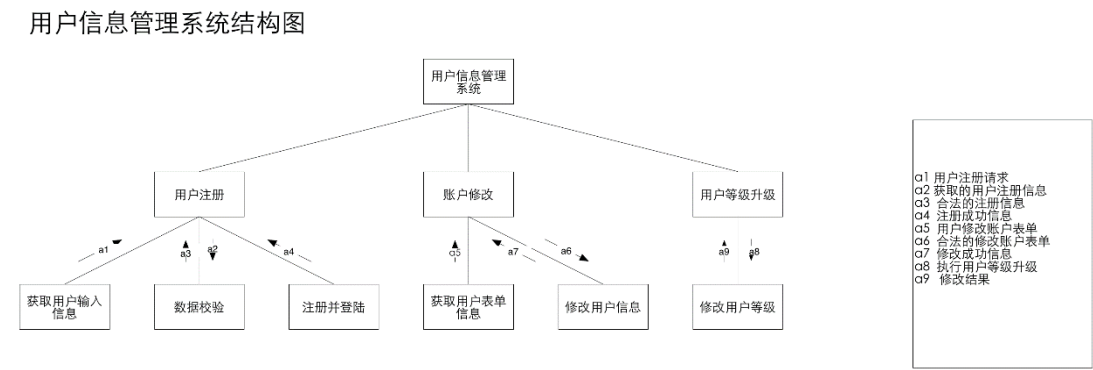 用户信息管理系统结构图
用户信息管理
系统
用户注册
账户修改
用户等级升级
a1
a3
a2
a4
a5
a7
a6
a9
a8
获取用户输入
信息
数据校验
注册并登陆
获取用户表单
信息
修改用户信息
修改用户等级
a1 用户注册请求
a2 获取的用户注册信息
a3 合法的注册信息
a4 注册成功信息
a5 用户修改账户表单
a6 合法的修改账户表单
a7 修改成功信息
a8 执行用户等级升级
a9 修改结果